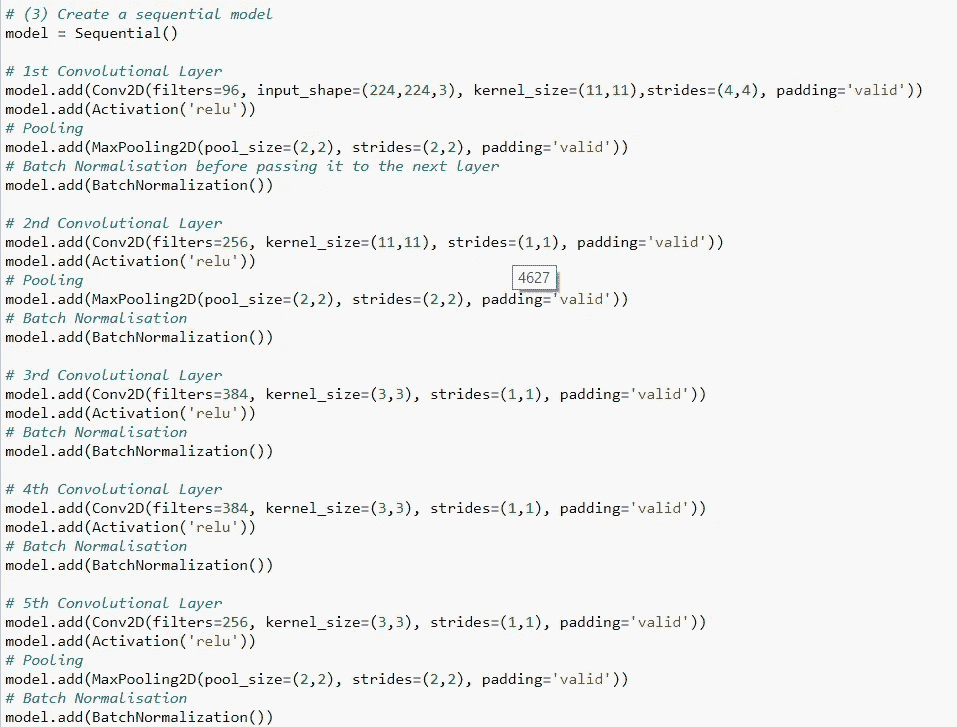 # (3) Create a sequential model
model = Sequential()
# 1st Convolutional Layer
model.add(Conv2D(filters=96, input_shape=(224,224,3), kernel_size=(11,11),strides=(4,4), padding='valid'))
model.add(Activation('relu'))
# Pooling
model.add(MaxPooling2D(pool_size=(2,2), strides=(2,2), padding='valid'))
# Batch Normalisation before passing it to the next layer
model.add(BatchNormalization())
# 2nd Convolutional Layer
model.add(Conv2D(filters=256, kernel_size=(11,11), strides=(1,1), padding='valid'))
model.add(Activation('relu'))
# Pooling
4627
model.add(MaxPooling2D(pool_size=(2,2), strides=(2,2), padding='valid'))
# Batch Normalisation
model.add(BatchNormalization())
# 3rd Convolutional Layer
model.add(Conv2D(filters=384, kernel_size=(3,3), strides=(1,1), padding='valid'))
model.add(Activation('relu'))
# Batch Normalisation
model.add(BatchNormalization())
# 4th Convolutional Layer
model.add(Conv2D(filters=384, kernel_size=(3,3), strides=(1,1), padding='valid'))
model.add(Activation('relu'))
# Batch Normalisation
model.add(BatchNormalization())
# 5th Convolutional Layer
model.add(Conv2D(filters=256, kernel_size=(3,3), strides=(1,1), padding='valid'))
model.add(Activation('relu'))
# Pooling
model.add(MaxPooling2D(pool_size=(2,2), strides=(2,2), padding='valid'))
# Batch Normalisation
model.add(BatchNormalization())